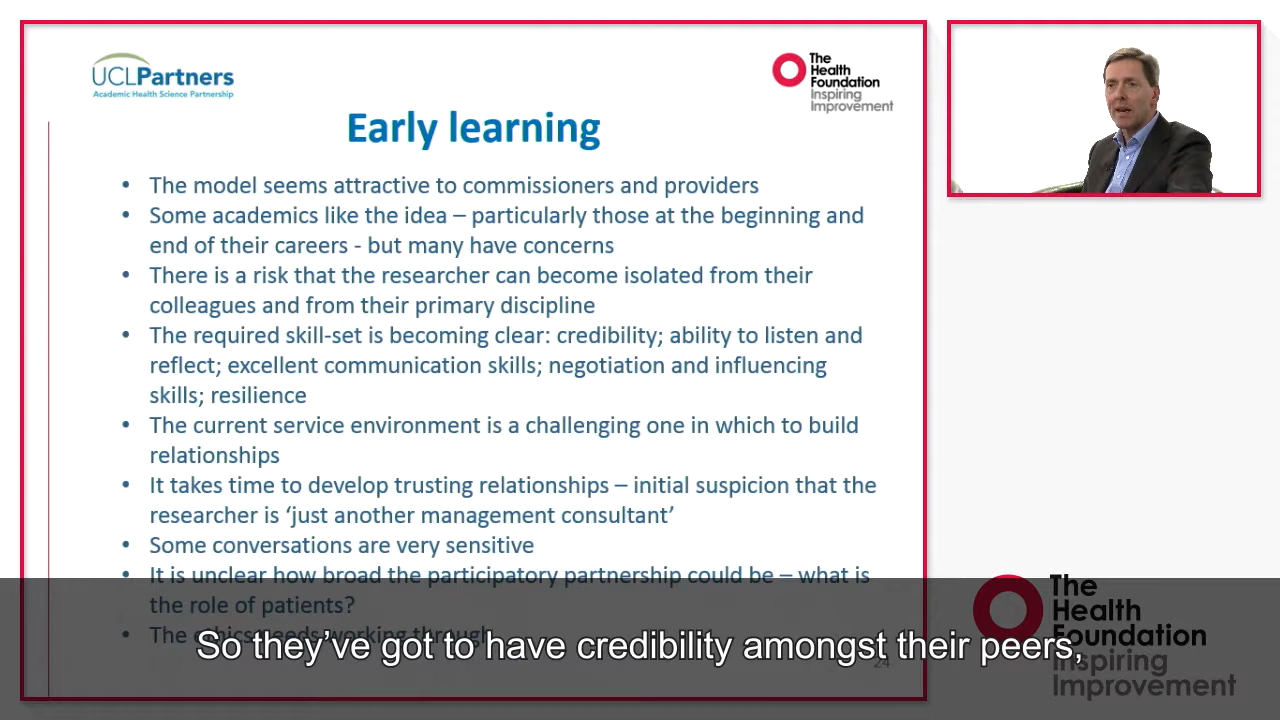 UCLPartners
Academic Health Science Partnership
The
Health
Foundation
Inspiring
Improvement
Early learning
• The model seems attractive to commissioners and providers
• Some academics like the idea – particularly those at the beginning and
end of their careers - but many have concerns
• There is a risk that the researcher can become isolated from their
colleagues and from their primary discipline
• The required skill-set is becoming clear: credibility; ability to listen and
reflect; excellent communication skills; negotiation and influencing
skills; resilience
• The current service environment is a challenging one in which to build
relationships
• It takes time to develop trusting relationships – initial suspicion that the
researcher is ‘just another management consultant’
• Some conversations are very sensitive
• It is unclear how broad the participatory partnership could be – what is
the role of patients?
• The ethics needs working through
24
So they’ve got to have credibility amongst their peers,
The
Health
Foundation
Inspiring
Improvement